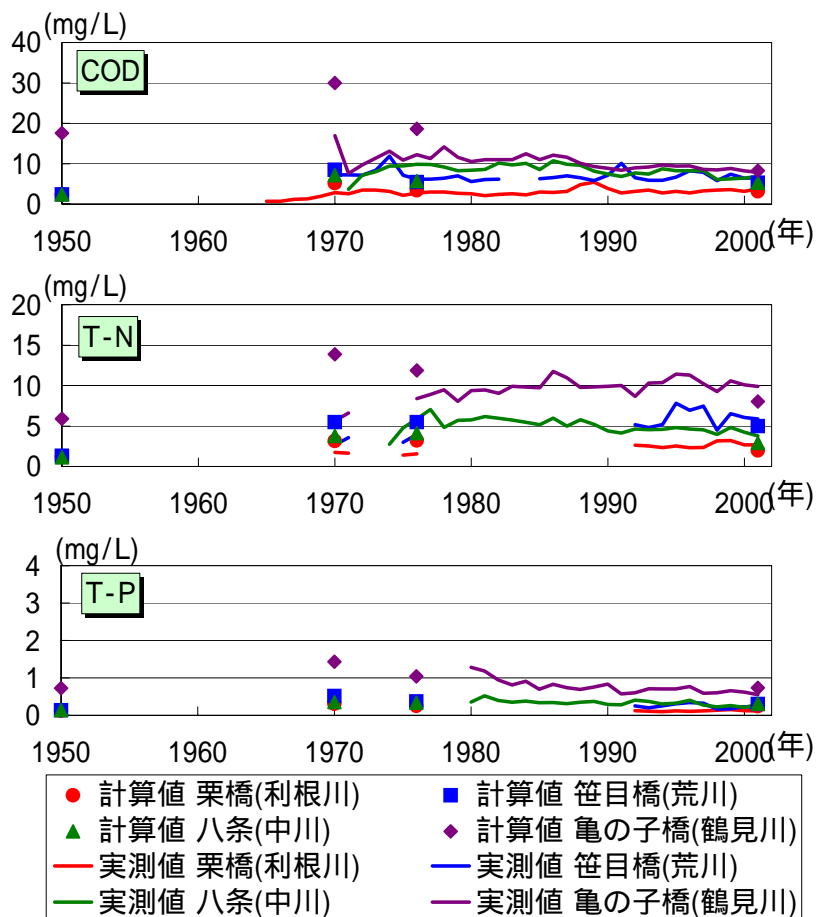 (mg/L)
40
COD
30
20
10
0
1950 1960 1970 1980 1990 2000 (年)
(mg/L)
20
T-N
15
10
5
0
1950 1960 1970 1980 1990 2000 (年)
(mg/L)
4
T-P
3
2
1
0
1950 1960 1970 1980 1990 2000 (年)
計算値 栗橋(利根川) 計算値 笹目橋(荒川)
計算値 八条(中川) 計算値 亀の子橋(鶴見川)
実測値 栗橋(利根川) 実測値 笹目橋(荒川)
実測値 八条(中川) 実測値 亀の子橋(鶴見川)